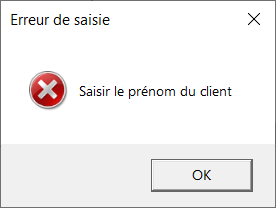 Erreur de saisie
Saisir le prénom du client
OK